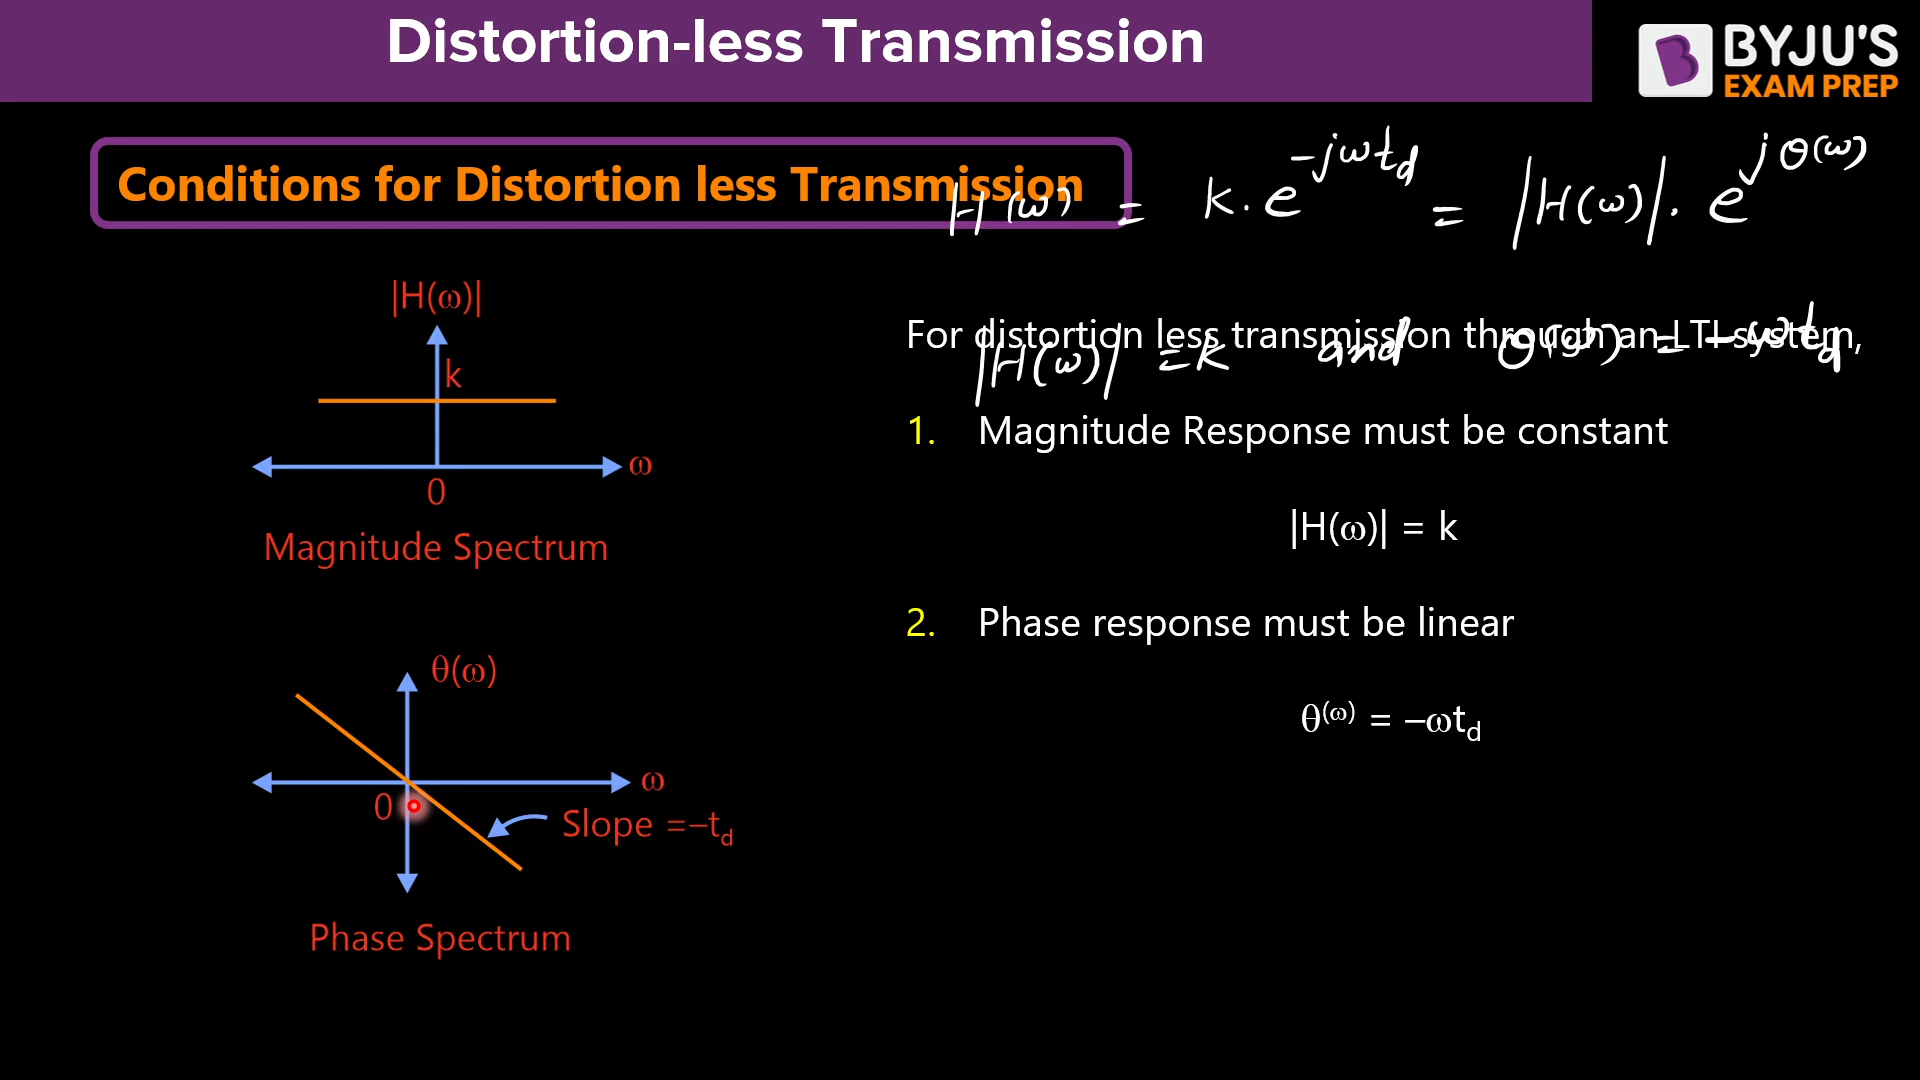 Distortion-less Transmission
BYJU'S
EXAM PREP
Conditions for Distortion less Transmission
H(ω) = k . e^{-jωt_d} = |H(ω)| . e^{jθ(ω)}
|H(ω)|
k
ω
0
Magnitude Spectrum
θ(ω)
ω
0
Slope =–t_d
Phase Spectrum
For distortion less transmission through an LTI system,
|H(ω)| = k and θ(ω) = -ωt_d
1. Magnitude Response must be constant
|H(ω)| = k
2. Phase response must be linear
θ^{(ω)} = –ωt_d